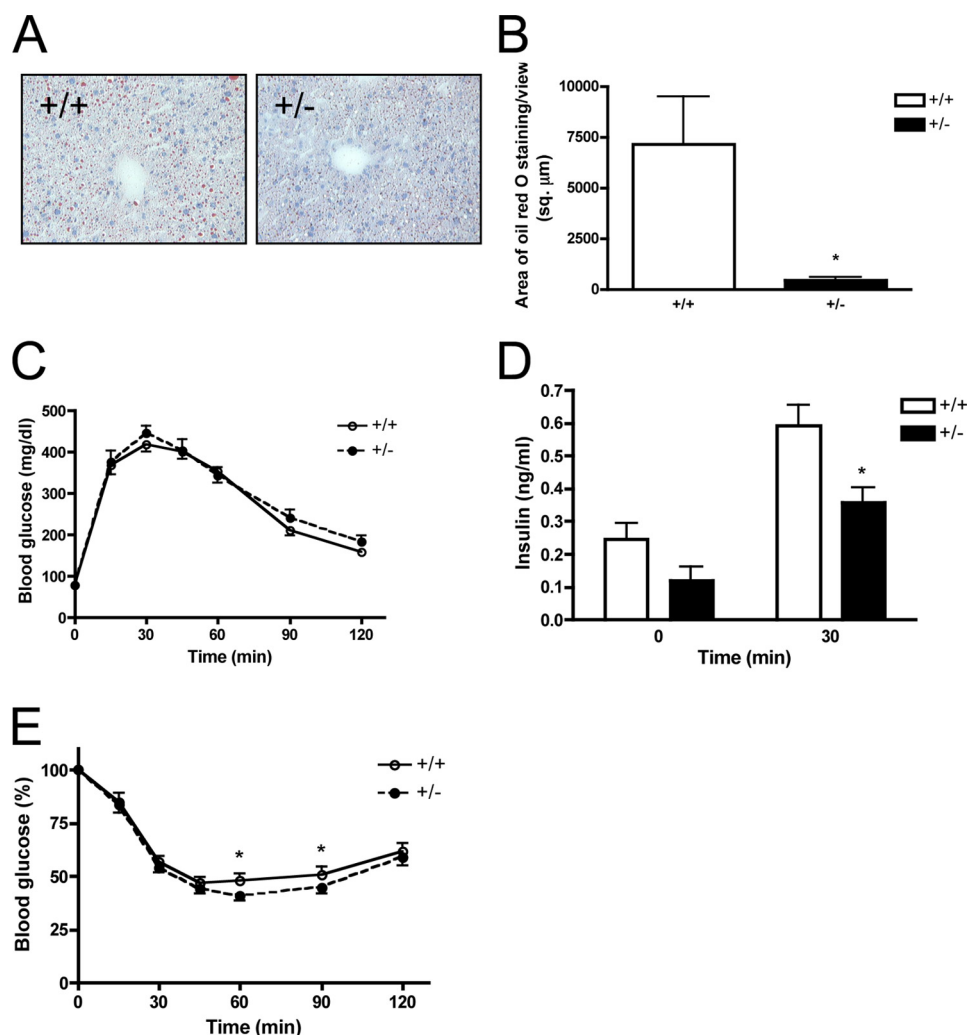 A
+/+
+/-
B
Area of oil red O staining/view
(sq. μm)
10000
7500
5000
2500
0
+/+
+/-
*
+/+
+/-
C
Blood glucose (mg/dl)
500
400
300
200
100
0
+/+
+/-
0 30 60 90 120
Time (min)
D
Insulin (ng/ml)
0.7
0.6
0.5
0.4
0.3
0.2
0.1
0.0
+/+
+/-
*
0 30
Time (min)
E
Blood glucose (%)
100
75
50
25
0
+/+
+/-
* *
0 30 60 90 120
Time (min)